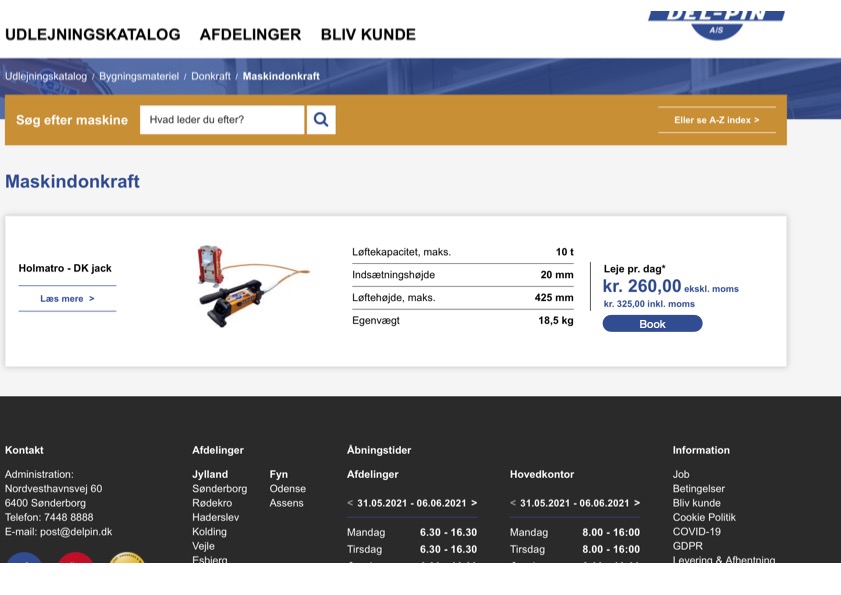 UDLEJNINGSKATALOG AFDELINGER BLIV KUNDE
DEL-PIN
A/S
Udlejningskatalog / Bygningsmateriel / Donkraft / Maskindonkraft
Søg efter maskine
Hvad leder du efter?
Eller se A-Z index >
Maskindonkraft
Holmatro - DK jack
Læs mere >
Løftekapacitet, maks. 10 t
Indsætningshøjde 20 mm
Løftehøjde, maks. 425 mm
Egenvægt 18,5 kg
Leje pr. dag*
kr. 260,00 ekskl. moms
kr. 325,00 inkl. moms
Book
Kontakt
Administration:
Nordvesthavnsvej 60
6400 Sønderborg
Telefon: 7448 8888
E-mail: post@delpin.dk
Afdelinger
Jylland
Sønderborg
Rødekro
Haderslev
Kolding
Vejle
Esbjerg
Fyn
Odense
Assens
Åbningstider
Afdelinger
< 31.05.2021 - 06.06.2021 >
Mandag 6.30 - 16.30
Tirsdag 6.30 - 16.30
Hovedkontor
< 31.05.2021 - 06.06.2021 >
Mandag 8.00 - 16:00
Tirsdag 8.00 - 16:00
Information
Job
Betingelser
Bliv kunde
Cookie Politik
COVID-19
GDPR
Levering & Afhentning